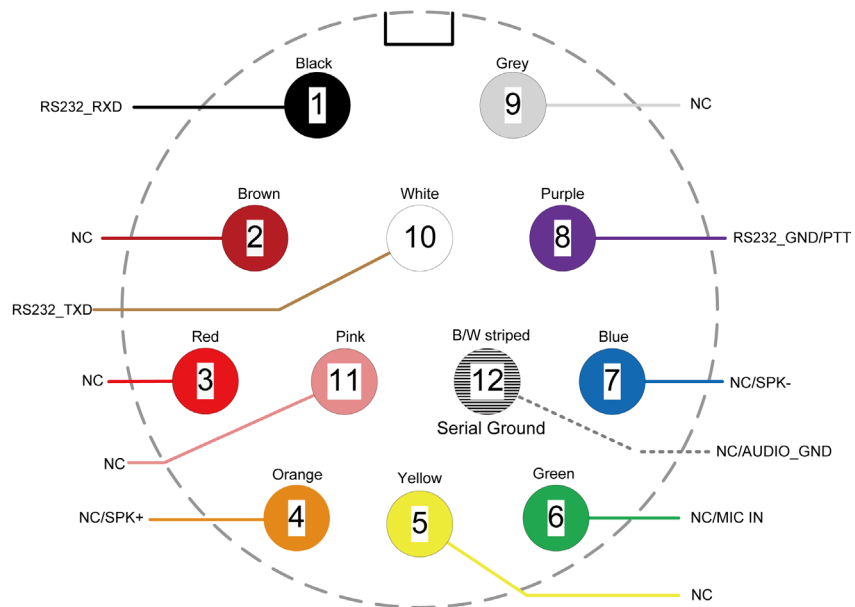 Black
Grey
RS232_RXD
1
9
NC
Brown
White
Purple
NC
2
10
8
RS232_GND/PTT
RS232_TXD
Red
Pink
B/W striped
Blue
NC
3
11
12
7
NC/SPK-
Serial Ground
NC
NC/AUDIO_GND
Orange
Yellow
Green
NC/SPK+
4
5
6
NC/MIC IN
NC